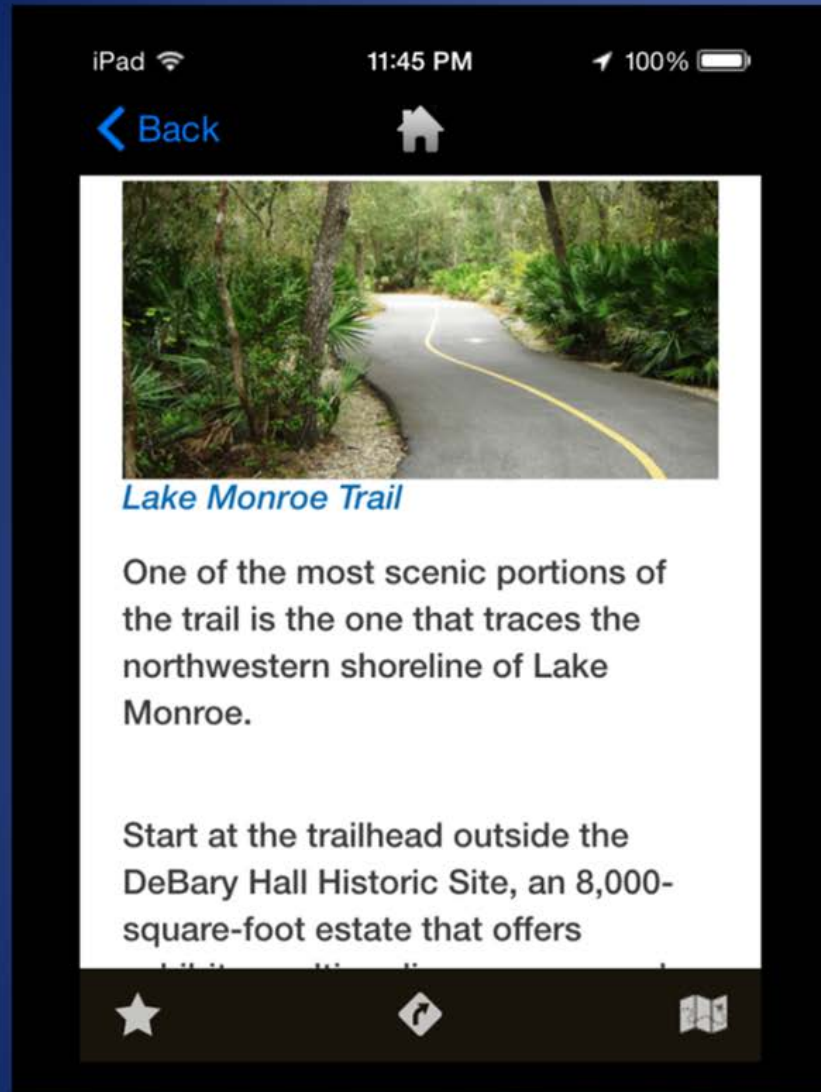 iPad 11:45 PM 100%
Back
Lake Monroe Trail
One of the most scenic portions of
the trail is the one that traces the
northwestern shoreline of Lake
Monroe.
Start at the trailhead outside the
DeBary Hall Historic Site, an 8,000-
square-foot estate that offers